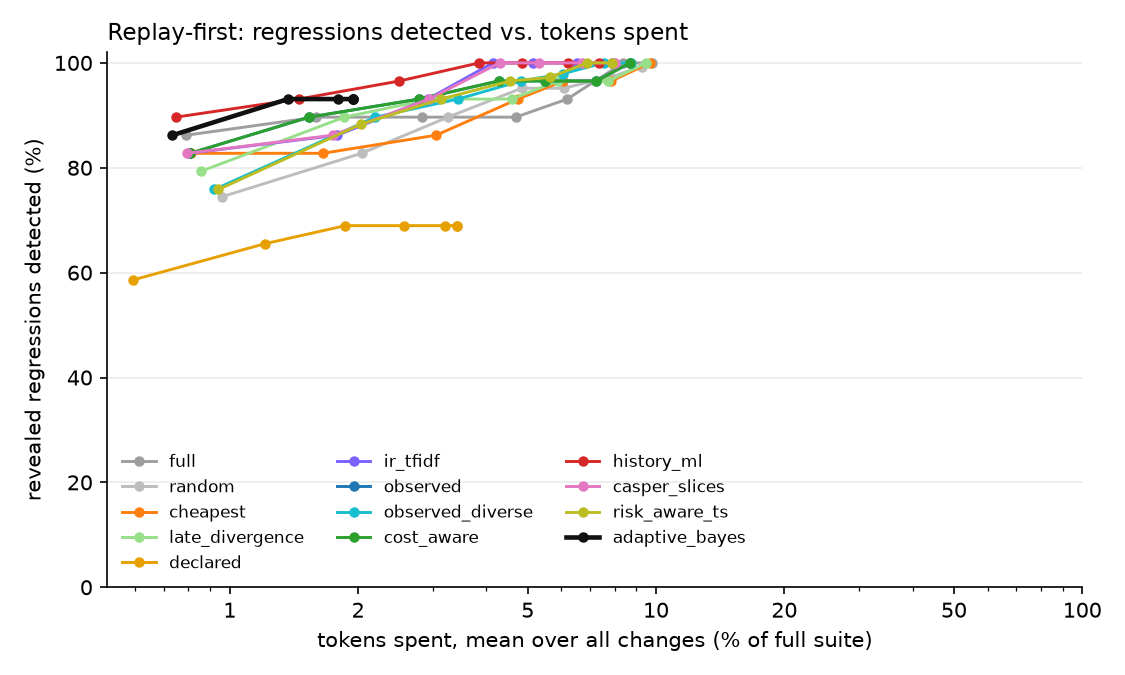 Replay-first: regressions detected vs. tokens spent
revealed regressions detected (%)
100
80
60
40
20
0
full
random
cheapest
late_divergence
declared
ir_tfidf
observed
observed_diverse
cost_aware
history_ml
casper_slices
risk_aware_ts
adaptive_bayes
1 2 5 10 20 50 100
tokens spent, mean over all changes (% of full suite)